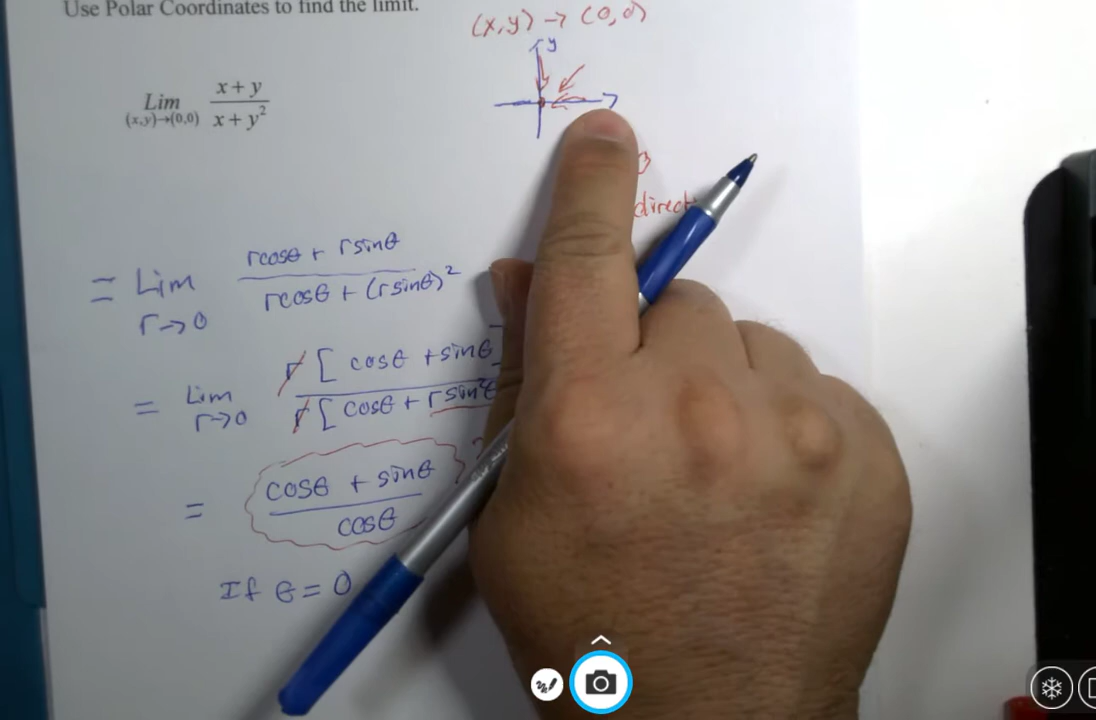 Use Polar Coordinates to find the limit.
(x,y) → (0,0)
y
Lim x+y
(x,y)→(0,0) x+y²
direct
= Lim rcosθ + rsinθ
r→0 rcosθ + (rsinθ)²
= Lim r[cosθ + sinθ]
r→0 r[cosθ + rsin²θ
= cosθ + sinθ
cosθ
If θ = 0